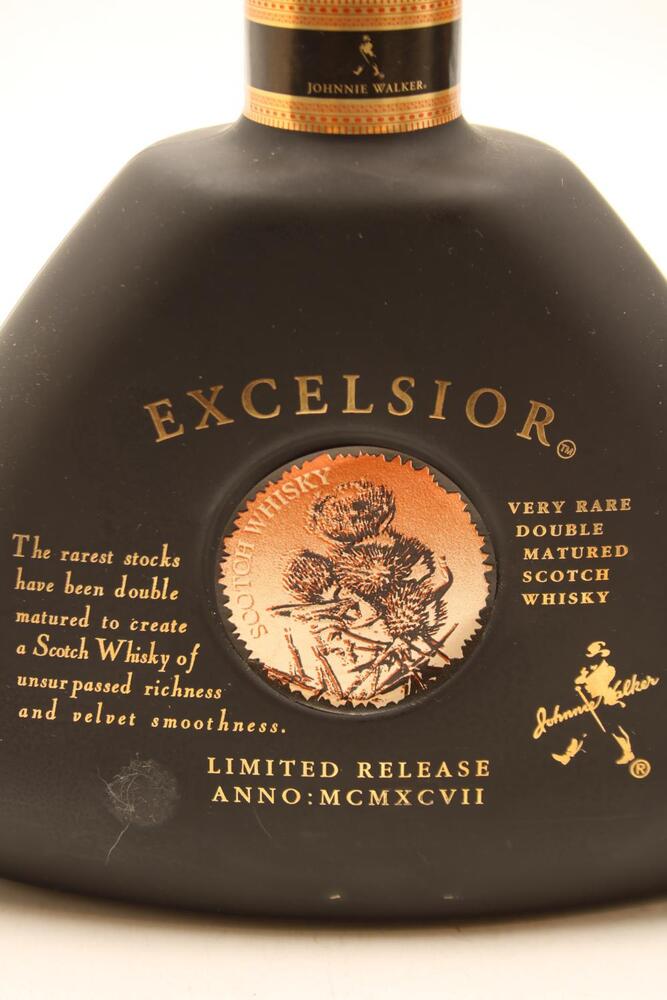 JOHNNIE WALKER®
EXCELSIOR™
SCOTCH WHISKY
The rarest stocks
have been double
matured to create
a Scotch Whisky of
unsurpassed richness
and velvet smoothness.
VERY RARE
DOUBLE
MATURED
SCOTCH
WHISKY
Johnnie Walker
®
LIMITED RELEASE
ANNO:MCMXCVII